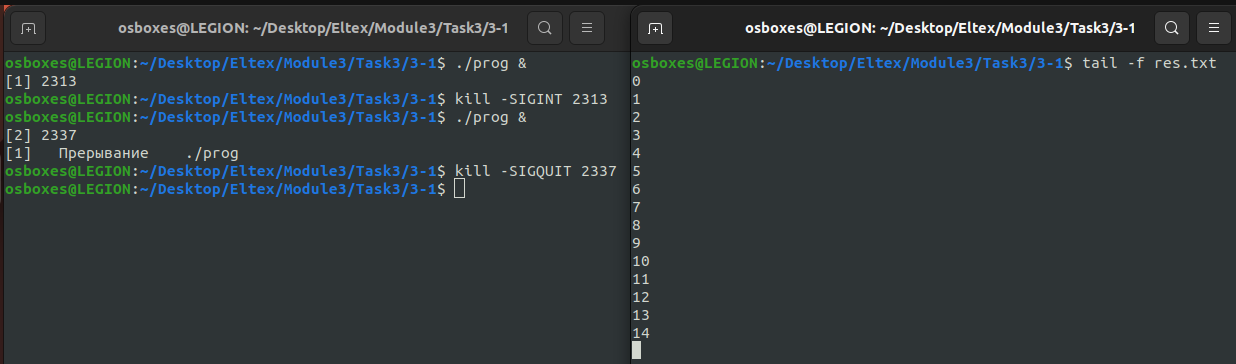 osboxes@LEGION: ~/Desktop/Eltex/Module3/Task3/3-1
osboxes@LEGION:~/Desktop/Eltex/Module3/Task3/3-1$ ./prog &
[1] 2313
osboxes@LEGION:~/Desktop/Eltex/Module3/Task3/3-1$ kill -SIGINT 2313
osboxes@LEGION:~/Desktop/Eltex/Module3/Task3/3-1$ ./prog &
[2] 2337
[1]   Прерывание    ./prog
osboxes@LEGION:~/Desktop/Eltex/Module3/Task3/3-1$ kill -SIGQUIT 2337
osboxes@LEGION:~/Desktop/Eltex/Module3/Task3/3-1$
osboxes@LEGION: ~/Desktop/Eltex/Module3/Task3/3-1
osboxes@LEGION:~/Desktop/Eltex/Module3/Task3/3-1$ tail -f res.txt
0
1
2
3
4
5
6
7
8
9
10
11
12
13
14